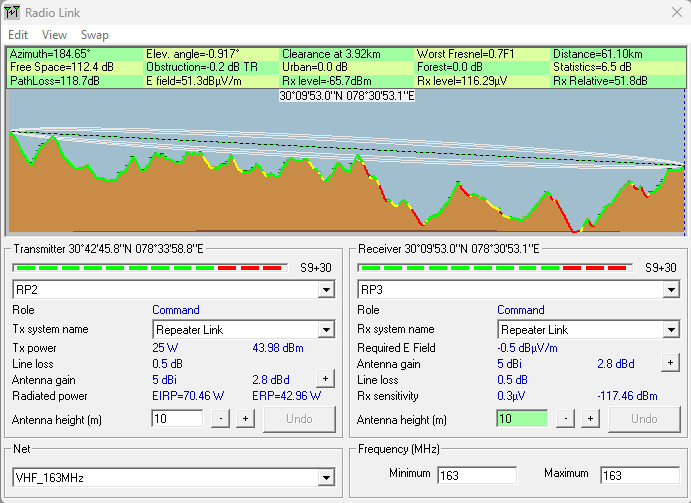 Radio Link
Edit View Swap
Azimuth=184.65° Elev. angle=-0.917° Clearance at 3.92km Worst Fresnel=0.7F1 Distance=61.10km
Free Space=112.4 dB Obstruction=-0.2 dB TR Urban=0.0 dB Forest=0.0 dB Statistics=6.5 dB
PathLoss=118.7dB E field=51.3dBµV/m Rx level=-65.7dBm Rx level=116.29µV Rx Relative=51.8dB
30°09'53.0''N 078°30'53.1''E
Transmitter 30°42'45.8''N 078°33'58.8''E
S9+30
RP2
Role Command
Tx system name Repeater Link
Tx power 25 W 43.98 dBm
Line loss 0.5 dB
Antenna gain 5 dBi 2.8 dBd +
Radiated power EIRP=70.46 W ERP=42.96 W
Antenna height (m) 10 - + Undo
Net
VHF_163MHz
Receiver 30°09'53.0''N 078°30'53.1''E
S9+30
RP3
Role Command
Rx system name Repeater Link
Required E Field -0.5 dBµV/m
Antenna gain 5 dBi 2.8 dBd +
Line loss 0.5 dB
Rx sensitivity 0.3µV -117.46 dBm
Antenna height (m) 10 - + Undo
Frequency (MHz)
Minimum 163 Maximum 163